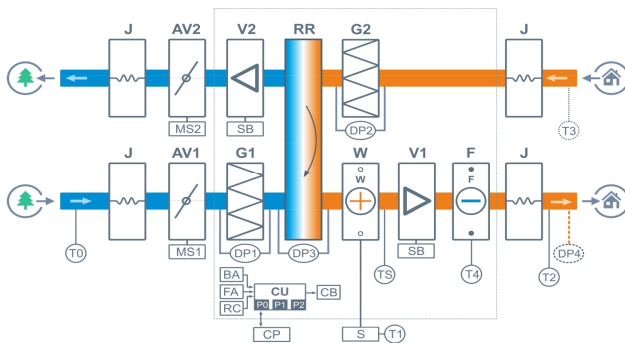 J AV2 V2 RR G2 J
MS2 SB DP2 T3
J AV1 G1 W V1 F J
W F
T0 MS1 DP1 DP3 TS SB T4 T2 DP4
BA
FA CU CB
RC P0 P1 P2
CP S T1